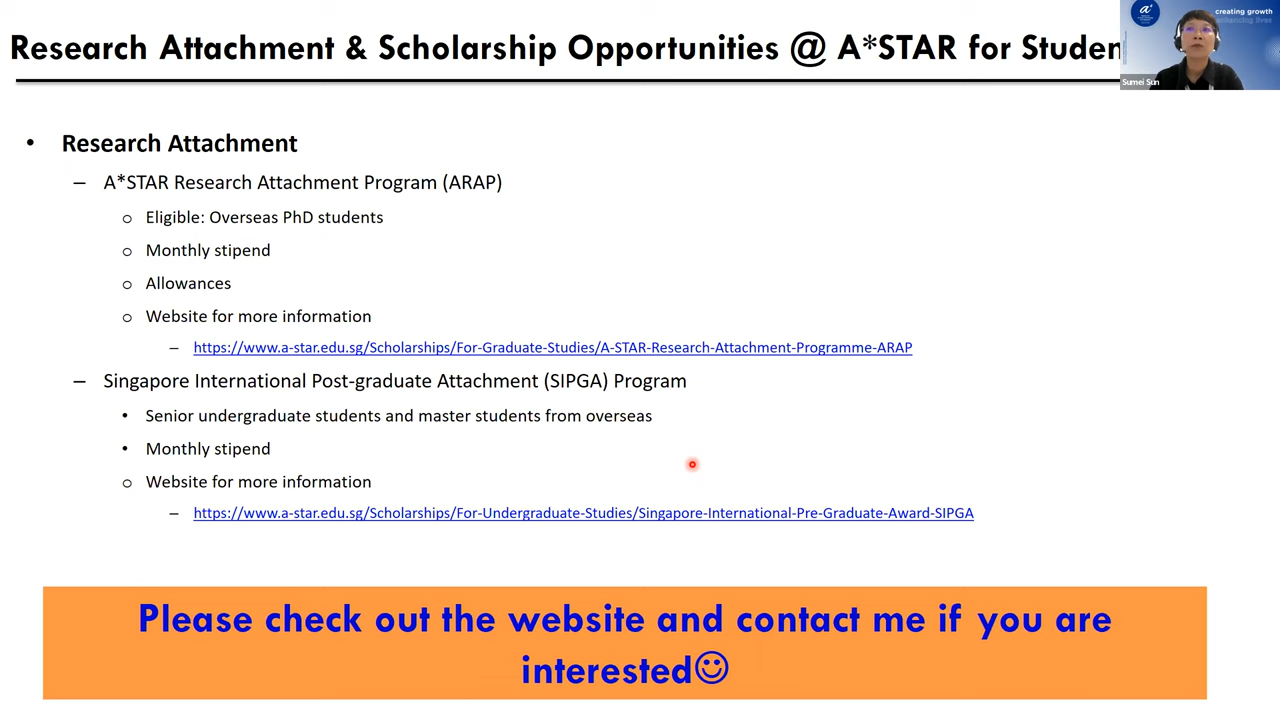 Research Attachment & Scholarship Opportunities @ A*STAR for Studen
creating growth
enhancing lives
Sumei Sun
• Research Attachment
– A*STAR Research Attachment Program (ARAP)
o Eligible: Overseas PhD students
o Monthly stipend
o Allowances
o Website for more information
– https://www.a-star.edu.sg/Scholarships/For-Graduate-Studies/A-STAR-Research-Attachment-Programme-ARAP
– Singapore International Post-graduate Attachment (SIPGA) Program
• Senior undergraduate students and master students from overseas
• Monthly stipend
o Website for more information
– https://www.a-star.edu.sg/Scholarships/For-Undergraduate-Studies/Singapore-International-Pre-Graduate-Award-SIPGA
Please check out the website and contact me if you are
interested☺